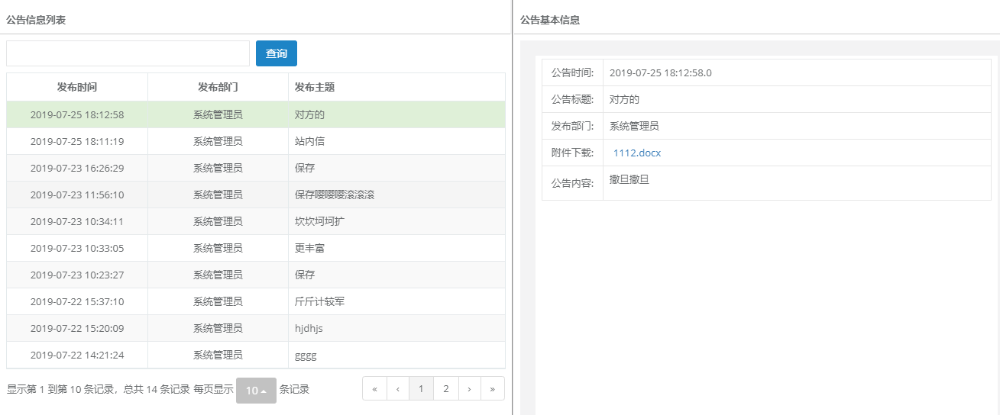 公告信息列表
查询
发布时间 发布部门 发布主题
2019-07-25 18:12:58 系统管理员 对方的
2019-07-25 18:11:19 系统管理员 站内信
2019-07-23 16:26:29 系统管理员 保存
2019-07-23 11:56:10 系统管理员 保存嘤嘤嘤滚滚滚
2019-07-23 10:34:11 系统管理员 坎坎坷坷扩
2019-07-23 10:33:05 系统管理员 更丰富
2019-07-23 10:23:27 系统管理员 保存
2019-07-22 15:37:10 系统管理员 斤斤计较军
2019-07-22 15:20:09 系统管理员 hjdhjs
2019-07-22 14:21:24 系统管理员 gggg
显示第 1 到第 10 条记录，总共 14 条记录 每页显示 10 条记录 « ‹ 1 2 › »
公告基本信息
公告时间: 2019-07-25 18:12:58.0
公告标题: 对方的
发布部门: 系统管理员
附件下载: 1112.docx
公告内容: 撒旦撒旦